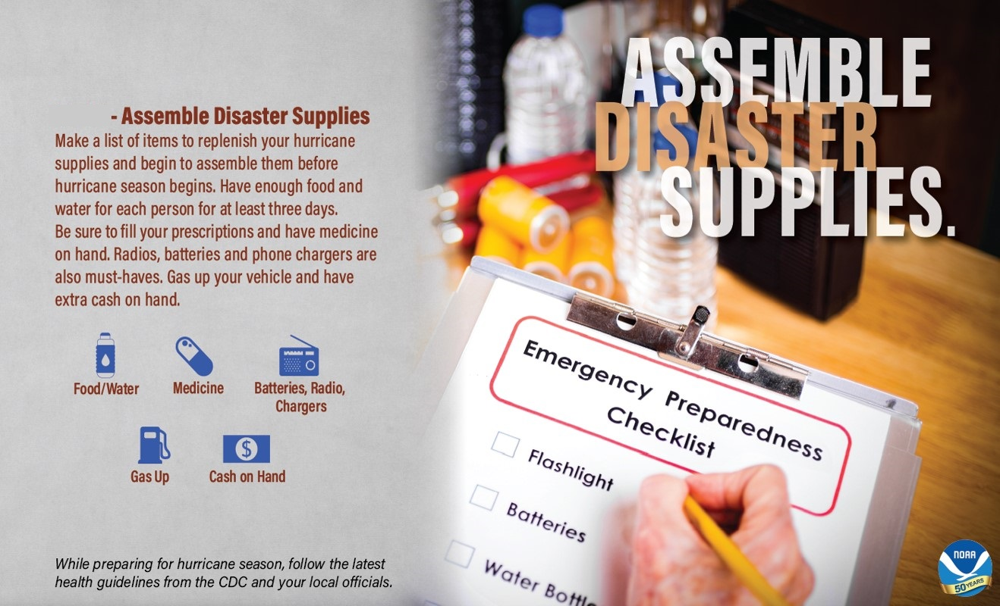 - Assemble Disaster Supplies
Make a list of items to replenish your hurricane
supplies and begin to assemble them before
hurricane season begins. Have enough food and
water for each person for at least three days.
Be sure to fill your prescriptions and have medicine
on hand. Radios, batteries and phone chargers are
also must-haves. Gas up your vehicle and have
extra cash on hand.
Food/Water
Medicine
Batteries, Radio,
Chargers
$
Gas Up
Cash on Hand
While preparing for hurricane season, follow the latest
health guidelines from the CDC and your local officials.
ASSEMBLE
DISASTER
SUPPLIES.
Emergency Preparedness
Checklist
Flashlight
Batteries
Water Bottle
NOAA
50 YEARS